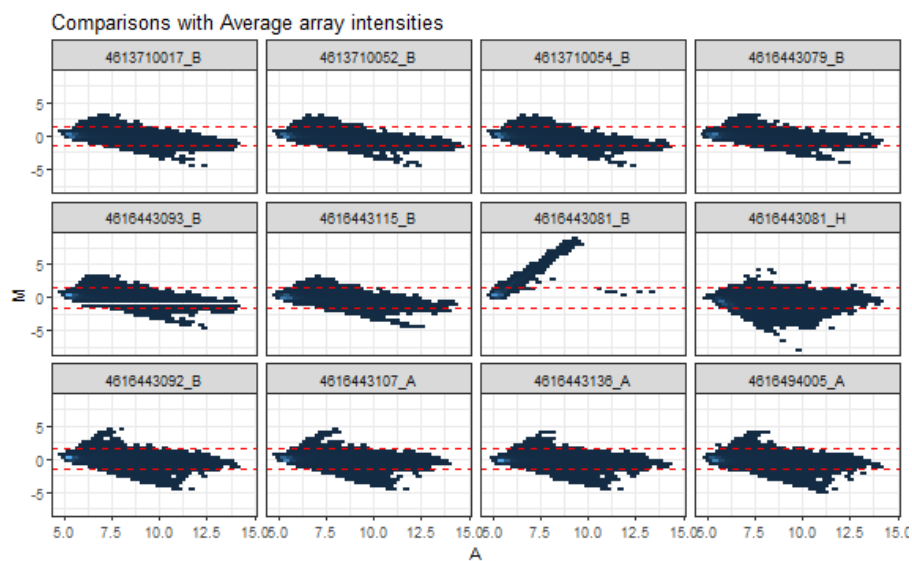 Comparisons with Average array intensities
4613710017_B 4613710052_B 4613710054_B 4616443079_B
5
0
-5
4616443093_B 4616443115_B 4616443081_B 4616443081_H
5
0
-5
M
4616443092_B 4616443107_A 4616443136_A 4616494005_A
5
0
-5
5.0 7.5 10.0 12.5 15.0 5.0 7.5 10.0 12.5 15.0 5.0 7.5 10.0 12.5 15.0 5.0 7.5 10.0 12.5 15.0
A